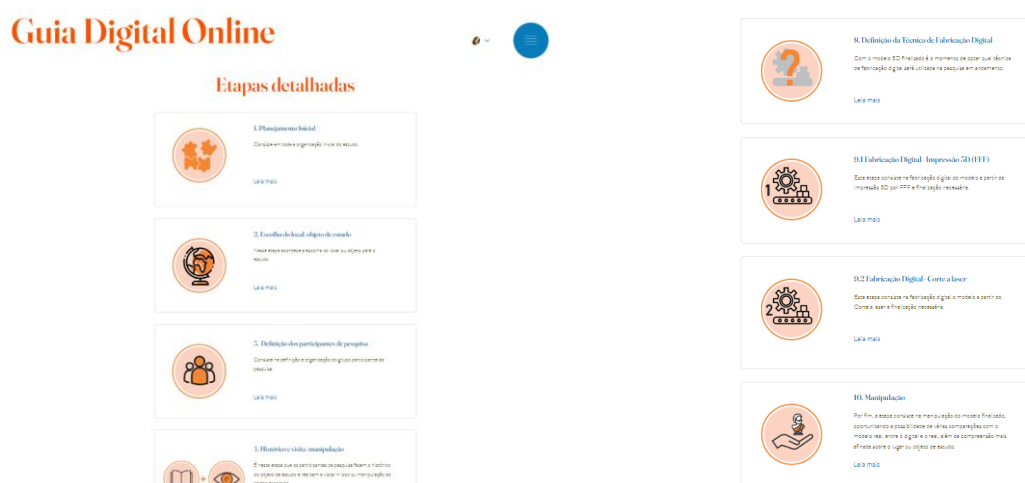 Guia Digital Online
Etapas detalhadas
1. Planejamento Inicial
Consiste em toda a organização inicial do estudo.
Leia mais
2. Escolha do local/objeto de estudo
Nessa etapa acontece a escolha do local ou objeto para o
estudo.
Leia mais
3. Definição dos participantes de pesquisa
Consiste na definição e organização do grupo participante da
pesquisa.
Leia mais
É nessa etapa que os participantes da pesquisa fazem o histórico
do objeto de estudo e realizam a visita in loco ou manipulação do
8. Definição da Técnica de Fabricação Digital
Com o modelo 3D finalizado é o momento de optar qual técnica
de fabricação digital será utilizada na pesquisa em andamento.
Leia mais
9.1 Fabricação Digital - Impressão 3D (FFF)
Essa etapa consiste na fabricação digital do modelo a partir da
Impressão 3D por FFF e finalização necessária.
Leia mais
1
9.2 Fabricação Digital - Corte a laser
Essa etapa consiste na fabricação digital o modelo a partir do
Corte a laser e finalização necessária.
Leia mais
2
10. Manipulação
Por fim, a etapa consiste na manipulação do modelo finalizado,
oportunizando a possibilidade de várias comparações com o
modelo real, entre o digital e o real, além da compreensão mais
afinada sobre o lugar ou objeto de estudo.
Leia mais